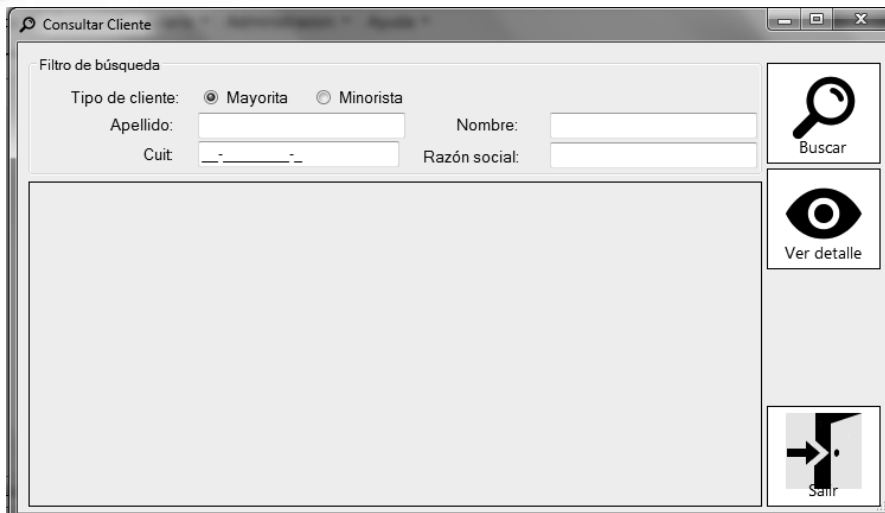 Consultar Cliente
Filtro de búsqueda
Tipo de cliente: Mayorita Minorista
Apellido: Nombre:
Cuit: __-________-_ Razón social:
Buscar
Ver detalle
Salir